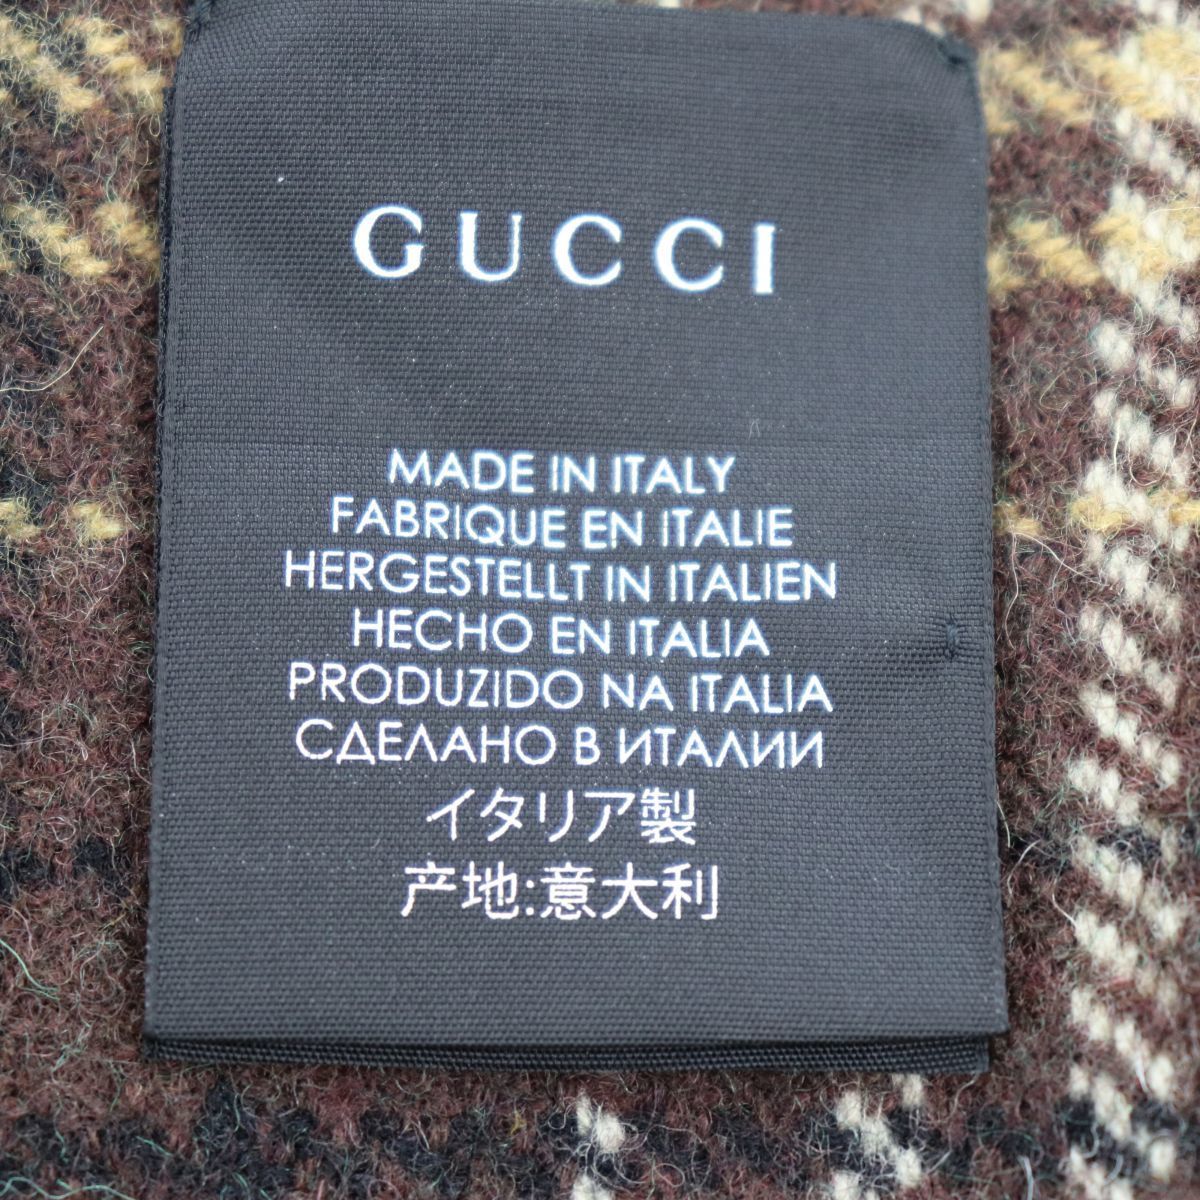 GUCCI
MADE IN ITALY
FABRIQUE EN ITALIE
HERGESTELLT IN ITALIEN
HECHO EN ITALIA
PRODUZIDO NA ITALIA
СДЕЛАНО В ИТАЛИИ
イタリア製
产地:意大利